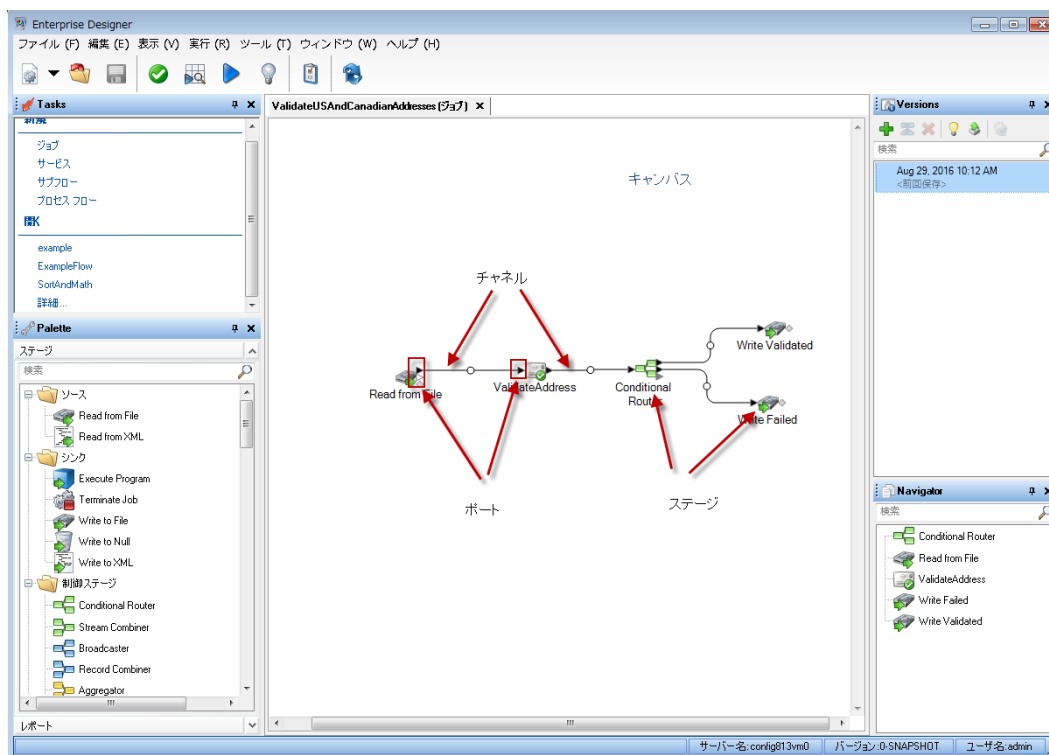 Enterprise Designer
ファイル (F) 編集 (E) 表示 (V) 実行 (R) ツール (T) ウィンドウ (W) ヘルプ (H)
Tasks
新規
ジョブ
サービス
サブフロー
プロセス フロー
開く
example
ExampleFlow
SortAndMath
詳細...
Palette
ステージ
検索
ソース
Read from File
Read from XML
シンク
Execute Program
Terminate Job
Write to File
Write to Null
Write to XML
制御ステージ
Conditional Router
Stream Combiner
Broadcaster
Record Combiner
Aggregator
レポート
ValidateUSAndCanadianAddresses (ジョブ)
キャンバス
チャネル
Write Validated
Read from File
ValidateAddress
Conditional
Router
Write Failed
ポート
ステージ
Versions
検索
Aug 29, 2016 10:12 AM
<前回保存>
Navigator
検索
Conditional Router
Read from File
ValidateAddress
Write Failed
Write Validated
サーバー名:config813vm0 バージョン:0-SNAPSHOT ユーザ名:admin